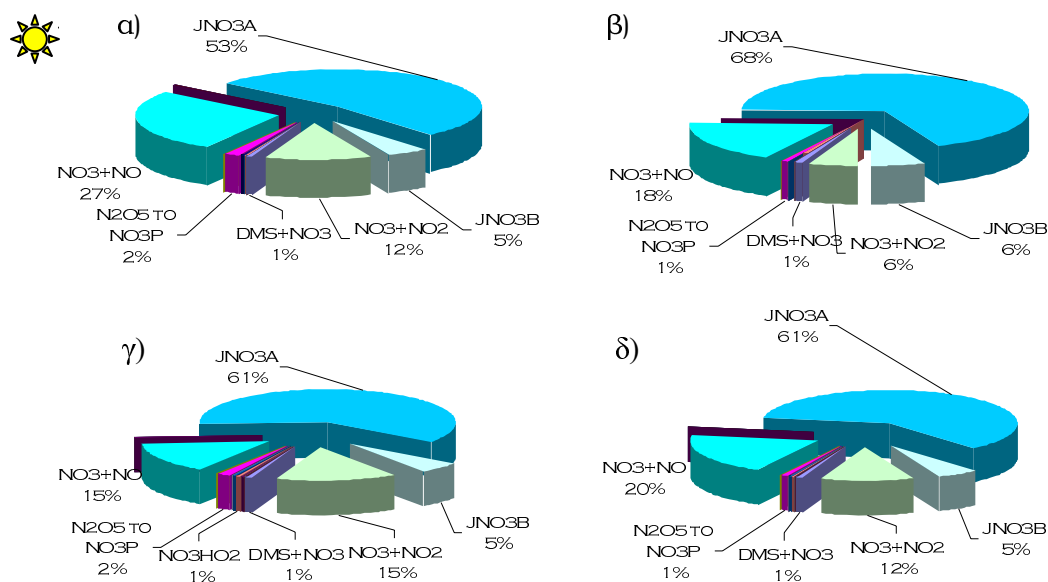 α)
JNO3A
53%
NO3+NO
27%
N2O5 TO
NO3P
2%
DMS+NO3
1%
NO3+NO2
12%
JNO3B
5%
β)
JNO3A
68%
NO3+NO
18%
N2O5 TO
NO3P
1%
DMS+NO3
1%
NO3+NO2
6%
JNO3B
6%
γ)
JNO3A
61%
NO3+NO
15%
N2O5 TO
NO3P
2%
NO3HO2
1%
DMS+NO3
1%
NO3+NO2
15%
JNO3B
5%
δ)
JNO3A
61%
NO3+NO
20%
N2O5 TO
NO3P
1%
DMS+NO3
1%
NO3+NO2
12%
JNO3B
5%